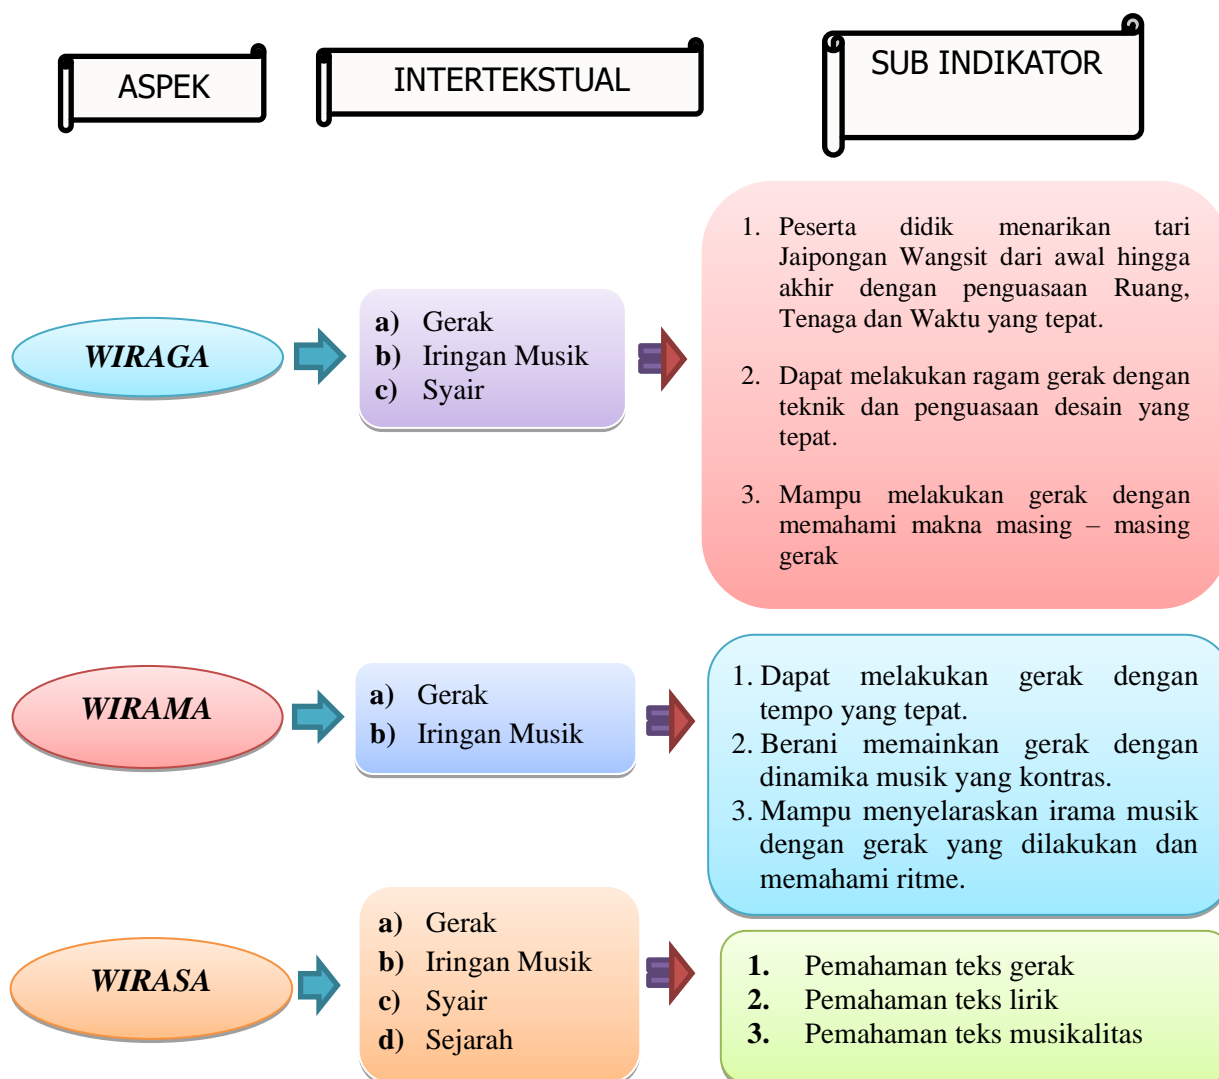 ASPEK
INTERTEKSTUAL
SUB INDIKATOR
WIRAGA
a) Gerak
b) Iringan Musik
c) Syair
1. Peserta didik menarikan tari
Jaipongan Wangsit dari awal hingga
akhir dengan penguasaan Ruang,
Tenaga dan Waktu yang tepat.
2. Dapat melakukan ragam gerak dengan
teknik dan penguasaan desain yang
tepat.
3. Mampu melakukan gerak dengan
memahami makna masing – masing
gerak
WIRAMA
a) Gerak
b) Iringan Musik
1. Dapat melakukan gerak dengan
tempo yang tepat.
2. Berani memainkan gerak dengan
dinamika musik yang kontras.
3. Mampu menyelaraskan irama musik
dengan gerak yang dilakukan dan
memahami ritme.
WIRASA
a) Gerak
b) Iringan Musik
c) Syair
d) Sejarah
1. Pemahaman teks gerak
2. Pemahaman teks lirik
3. Pemahaman teks musikalitas